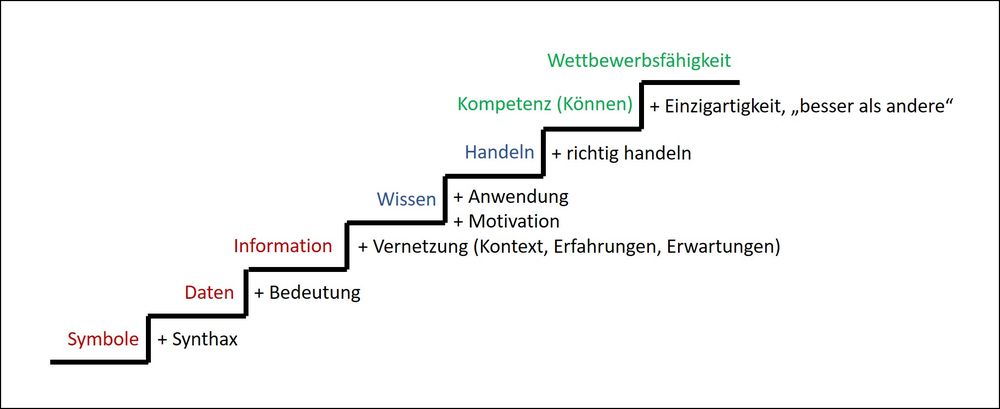 Wettbewerbsfähigkeit
Kompetenz (Können)
+ Einzigartigkeit, „besser als andere“
Handeln
+ richtig handeln
Wissen
+ Anwendung
+ Motivation
Information
+ Vernetzung (Kontext, Erfahrungen, Erwartungen)
Daten
+ Bedeutung
Symbole
+ Synthax